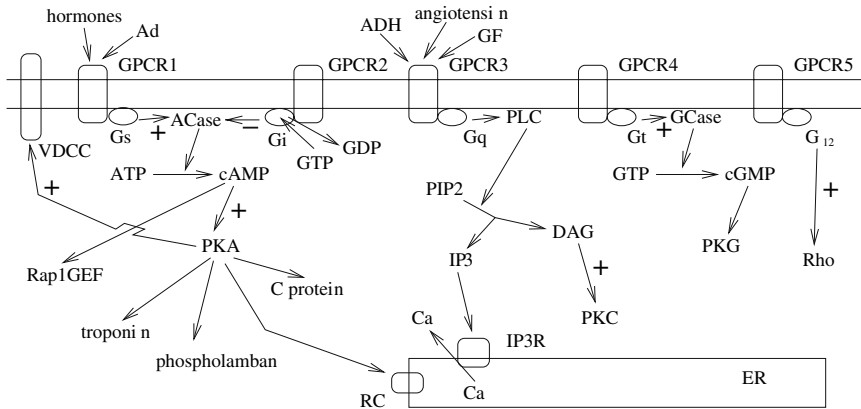 hormones
Ad
ADH
angiotensi n
GF
GPCR1
GPCR2
GPCR3
GPCR4
GPCR5
VDCC
Gs
+
ACase
−
Gi
GTP
GDP
Gq
PLC
Gt
+
GCase
G 12
ATP
cAMP
PIP2
GTP
cGMP
+
+
+
PKA
DAG
PKG
Rho
Rap1GEF
C protein
IP3
+
PKC
troponi n
phospholamban
Ca
IP3R
RC
Ca
ER